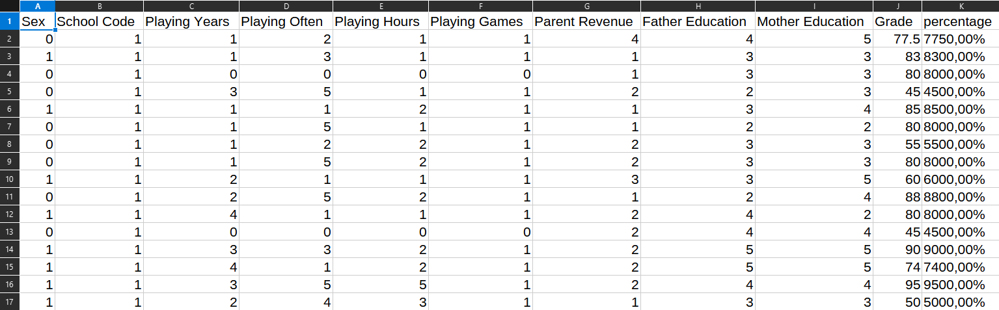 A B C D E F G H I J K
1 Sex School Code Playing Years Playing Often Playing Hours Playing Games Parent Revenue Father Education Mother Education Grade percentage
2 0 1 1 2 1 1 4 4 5 77.5 7750,00%
3 1 1 1 3 1 1 1 3 3 83 8300,00%
4 0 1 0 0 0 0 1 3 3 80 8000,00%
5 0 1 3 5 1 1 2 2 3 45 4500,00%
6 1 1 1 1 2 1 1 3 4 85 8500,00%
7 0 1 1 5 1 1 1 2 2 80 8000,00%
8 0 1 1 2 2 1 2 3 3 55 5500,00%
9 0 1 1 5 2 1 2 3 3 80 8000,00%
10 1 1 2 1 1 1 3 3 5 60 6000,00%
11 0 1 2 5 2 1 1 2 4 88 8800,00%
12 1 1 4 1 1 1 2 4 2 80 8000,00%
13 0 1 0 0 0 0 2 4 4 45 4500,00%
14 1 1 3 3 2 1 2 5 5 90 9000,00%
15 1 1 4 1 2 1 2 5 5 74 7400,00%
16 1 1 3 5 5 1 2 4 4 95 9500,00%
17 1 1 2 4 3 1 1 3 3 50 5000,00%